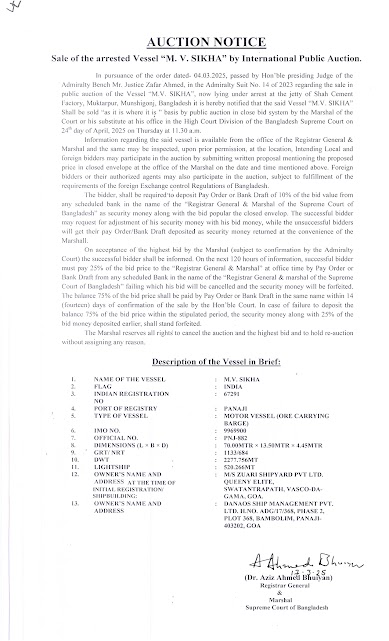 AUCTION NOTICE
Sale of the arrested Vessel “M. V. SIKHA” by International Public Auction.
In pursuance of the order dated- 04.03.2025, passed by Hon’ble presiding Judge of the
Admiralty Bench Mr. Justice Zafar Ahmed, in the Admiralty Suit No. 14 of 2023 regarding the sale in
public auction of the Vessel “M.V. SIKHA”, now lying under arrest at the jetty of Shah Cement
Factory, Muktarpur, Munshigonj, Bangladesh it is hereby notified that the said Vessel “M.V. SIKHA”
Shall be sold “as it is where it is ” basis by public auction in close bid system by the Marshal of the
Court or his substitute at his office in the High Court Division of the Bangladesh Supreme Court on
24th day of April, 2025 on Thursday at 11.30 a.m.
Information regarding the said vessel is available from the office of the Registrar General &
Marshal and the same may be inspected, upon prior permission, at the location, Intending Local and
foreign bidders may participate in the auction by submitting written proposal mentioning the proposed
price in closed envelope at the office of the Marshal on the date and time mentioned above. Foreign
bidders or their authorized agents may also participate in the auction, subject to fulfillment of the
requirements of the foreign Exchange control Regulations of Bangladesh.
The bidder, shall be required to deposit Pay Order or Bank Draft of 10% of the bid value from
any scheduled bank in the name of the “Registrar General & Marshal of the Supreme Court of
Bangladesh” as security money along with the bid popular the closed envelop. The successful bidder
may request for adjustment of his security money with his bid money, while the unsuccessful bidders
will get their pay Order/Bank Draft deposited as security money returned at the convenience of the
Marshall.
On acceptance of the highest bid by the Marshal (subject to confirmation by the Admiralty
Court) the successful bidder shall be informed. On the next 120 hours of information, successful bidder
must pay 25% of the bid price to the “Registrar General & Marshal” at office time by Pay Order or
Bank Draft from any scheduled Bank in the name of the “Registrar General & marshal of the Supreme
Court of Bangladesh” failing which his bid will be cancelled and the security money will be forfeited.
The balance 75% of the bid price shall be paid by Pay Order or Bank Draft in the same name within 14
(fourteen) days of confirmation of the sale by the Hon’ble Court. In case of failure to deposit the
balance 75% of the bid price within the stipulated period, the security money along with 25% of the
bid money deposited earlier, shall stand forfeited.
The Marshal reserves all rights to cancel the auction and the highest bid and to hold re-auction
without assigning any reason.
Description of the Vessel in Brief:
1. NAME OF THE VESSEL : M.V. SIKHA
2. FLAG : INDIA
3. INDIAN REGISTRATION NO : 67291
4. PORT OF REGISTRY : PANAJI
5. TYPE OF VESSEL : MOTOR VESSEL (ORE CARRYING BARGE)
6. IMO NO. : 9969900
7. OFFICIAL NO. : PNJ-882
8. DIMENSIONS (L × B × D) : 70.00MTR × 13.50MTR × 4.45MTR
9. GRT/ NRT : 1133/684
10. DWT : 2277.756MT
11. LIGHTSHIP : 520.266MT
12. OWNER’S NAME AND ADDRESS AT THE TIME OF INITIAL REGISTRATION/ SHIPBUILDING: : M/S ZUARI SHIPYARD PVT LTD. QUEENY ELITE, SWATANTRAPATH, VASCO-DA-GAMA, GOA.
13. OWNER’S NAME AND ADDRESS : DANAOS SHIP MANAGEMENT PVT, LTD. H.NO. ABG/17/368, PHASE 2, PLOT 368, BAMBOLIM, PANAJI-403202, GOA
A Ahmed Bhuiyan
17-3-25
(Dr. Aziz Ahmed Bhuiyan)
Registrar General
&
Marshal
Supreme Court of Bangladesh